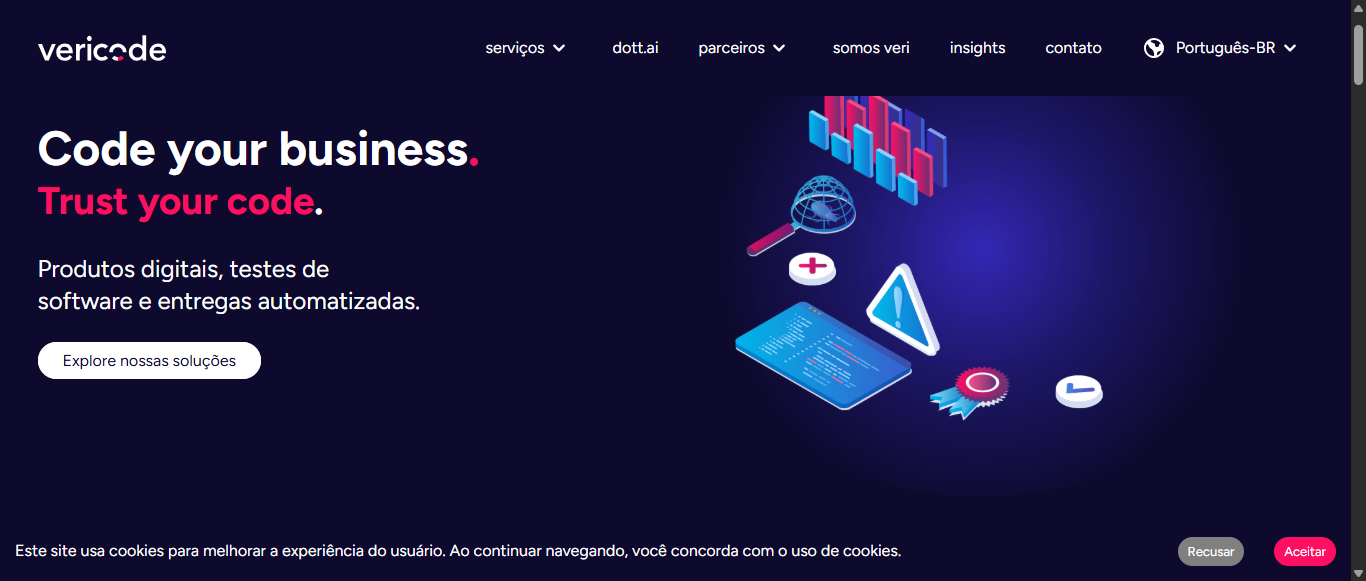 vericode
serviços
dott.ai
parceiros
somos veri
insights
contato
Português-BR
Code your business.
Trust your code.
Produtos digitais, testes de
software e entregas automatizadas.
Explore nossas soluções
Este site usa cookies para melhorar a experiência do usuário. Ao continuar navegando, você concorda com o uso de cookies.
Recusar
Aceitar